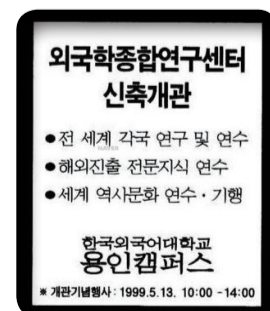 외국학종합연구센터
신축개관
●전 세계 각국 연구 및 연수
●해외진출 전문지식 연수
●세계 역사문화 연수·기행
한국외국어대학교
용인캠퍼스
※ 개관기념행사 : 1999.5.13. 10:00 -14:00